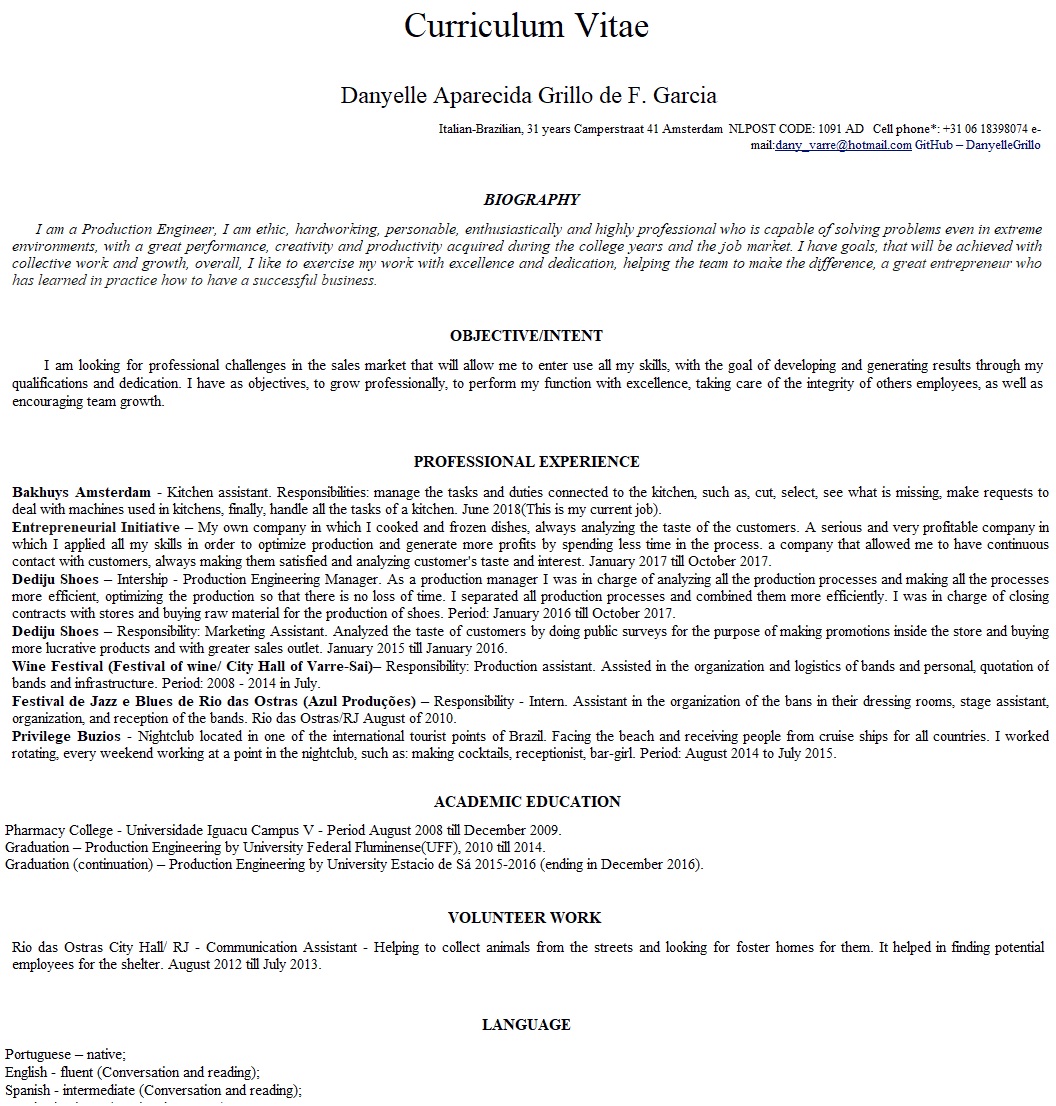 Curriculum Vitae
Danyelle Aparecida Grillo de F. Garcia
Italian-Brazilian, 31 years Camperstraat 41 Amsterdam NLPOST CODE: 1091 AD Cell phone*: +31 06 18398074 e-
mail:dany_varre@hotmail.com GitHub – DanyelleGrillo
BIOGRAPHY
I am a Production Engineer, I am ethic, hardworking, personable, enthusiastically and highly professional who is capable of solving problems even in extreme
environments, with a great performance, creativity and productivity acquired during the college years and the job market. I have goals, that will be achieved with
collective work and growth, overall, I like to exercise my work with excellence and dedication, helping the team to make the difference, a great entrepreneur who
has learned in practice how to have a successful business.
OBJECTIVE/INTENT
I am looking for professional challenges in the sales market that will allow me to enter use all my skills, with the goal of developing and generating results through my
qualifications and dedication. I have as objectives, to grow professionally, to perform my function with excellence, taking care of the integrity of others employees, as well as
encouraging team growth.
PROFESSIONAL EXPERIENCE
Bakhuys Amsterdam - Kitchen assistant. Responsibilities: manage the tasks and duties connected to the kitchen, such as, cut, select, see what is missing, make requests to
deal with machines used in kitchens, finally, handle all the tasks of a kitchen. June 2018(This is my current job).
Entrepreneurial Initiative – My own company in which I cooked and frozen dishes, always analyzing the taste of the customers. A serious and very profitable company in
which I applied all my skills in order to optimize production and generate more profits by spending less time in the process. a company that allowed me to have continuous
contact with customers, always making them satisfied and analyzing customer's taste and interest. January 2017 till October 2017.
Dediju Shoes – Intership - Production Engineering Manager. As a production manager I was in charge of analyzing all the production processes and making all the processes
more efficient, optimizing the production so that there is no loss of time. I separated all production processes and combined them more efficiently. I was in charge of closing
contracts with stores and buying raw material for the production of shoes. Period: January 2016 till October 2017.
Dediju Shoes – Responsibility: Marketing Assistant. Analyzed the taste of customers by doing public surveys for the purpose of making promotions inside the store and buying
more lucrative products and with greater sales outlet. January 2015 till January 2016.
Wine Festival (Festival of wine/ City Hall of Varre-Sai)– Responsibility: Production assistant. Assisted in the organization and logistics of bands and personal, quotation of
bands and infrastructure. Period: 2008 - 2014 in July.
Festival de Jazz e Blues de Rio das Ostras (Azul Produções) – Responsibility - Intern. Assistant in the organization of the bans in their dressing rooms, stage assistant,
organization, and reception of the bands. Rio das Ostras/RJ August of 2010.
Privilege Buzios - Nightclub located in one of the international tourist points of Brazil. Facing the beach and receiving people from cruise ships for all countries. I worked
rotating, every weekend working at a point in the nightclub, such as: making cocktails, receptionist, bar-girl. Period: August 2014 to July 2015.
ACADEMIC EDUCATION
Pharmacy College - Universidade Iguacu Campus V - Period August 2008 till December 2009.
Graduation – Production Engineering by University Federal Fluminense(UFF), 2010 till 2014.
Graduation (continuation) – Production Engineering by University Estacio de Sá 2015-2016 (ending in December 2016).
VOLUNTEER WORK
Rio das Ostras City Hall/ RJ - Communication Assistant - Helping to collect animals from the streets and looking for foster homes for them. It helped in finding potential
employees for the shelter. August 2012 till July 2013.
LANGUAGE
Portuguese – native;
English - fluent (Conversation and reading);
Spanish - intermediate (Conversation and reading);